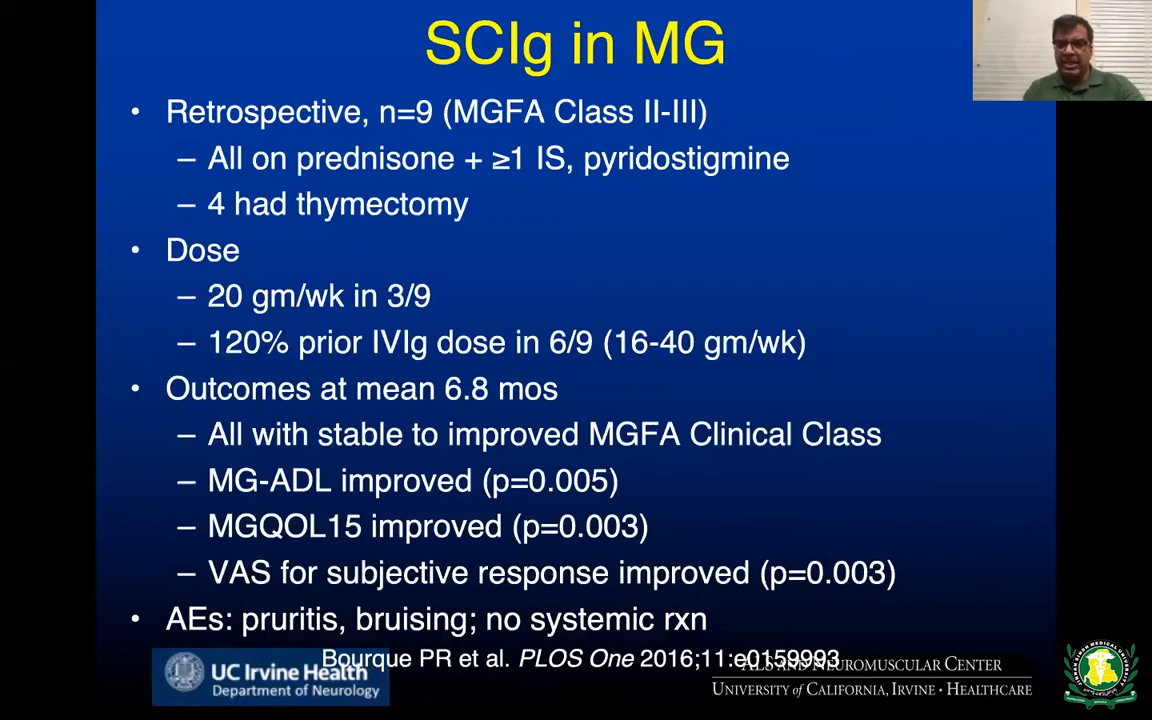 SCIg in MG
• Retrospective, n=9 (MGFA Class II-III)
– All on prednisone + ≥1 IS, pyridostigmine
– 4 had thymectomy
• Dose
– 20 gm/wk in 3/9
– 120% prior IVIg dose in 6/9 (16-40 gm/wk)
• Outcomes at mean 6.8 mos
– All with stable to improved MGFA Clinical Class
– MG-ADL improved (p=0.005)
– MGQOL15 improved (p=0.003)
– VAS for subjective response improved (p=0.003)
• AEs: pruritis, bruising; no systemic rxn
Bourque PR et al. PLOS One 2016;11:e0159993
UC Irvine Health
Department of Neurology
ALS AND NEUROMUSCULAR CENTER
UNIVERSITY of CALIFORNIA, IRVINE • HEALTHCARE